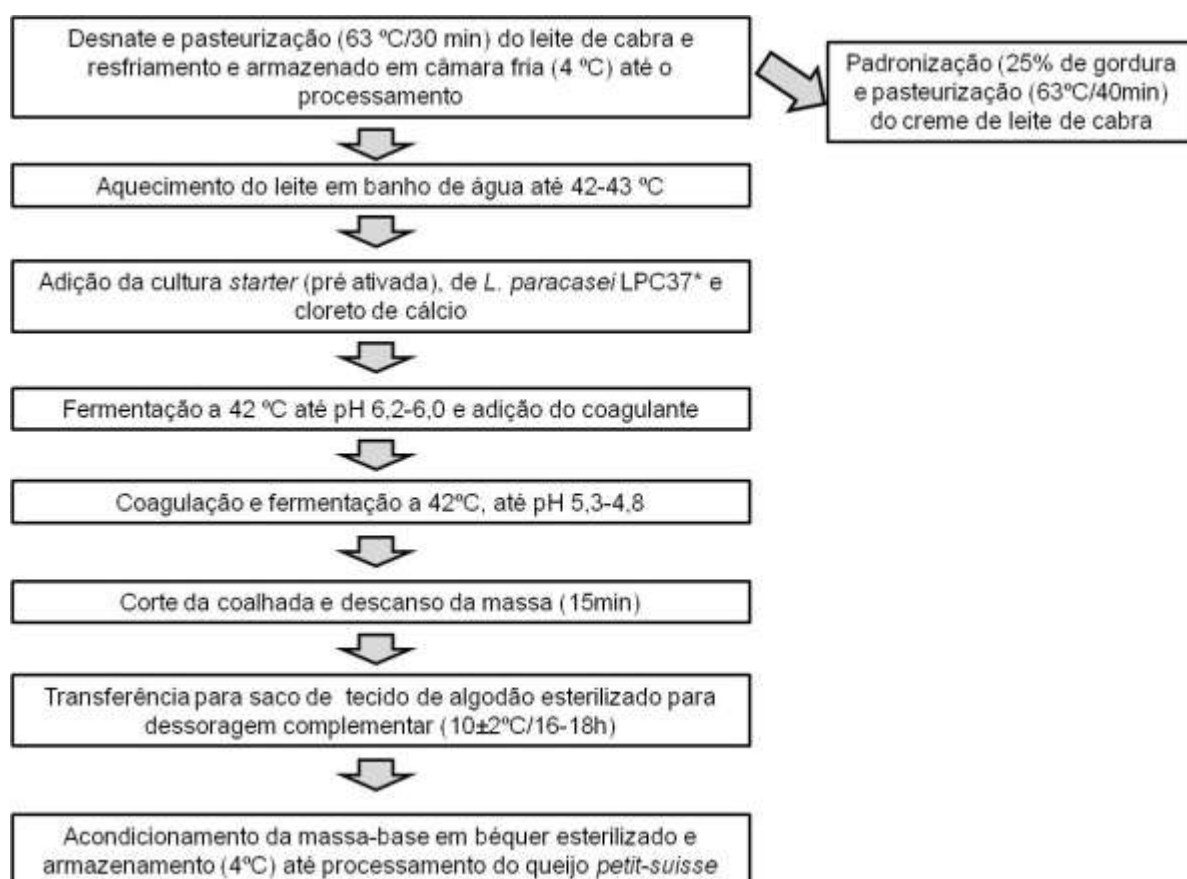 Desnate e pasteurização (63 ºC/30 min) do leite de cabra e
resfriamento e armazenado em câmara fria (4 ºC) até o
processamento
Padronização (25% de gordura
e pasteurização (63ºC/40min)
do creme de leite de cabra
Aquecimento do leite em banho de água até 42-43 ºC
Adição da cultura starter (pré ativada), de L. paracasei LPC37* e
cloreto de cálcio
Fermentação a 42 ºC até pH 6,2-6,0 e adição do coagulante
Coagulação e fermentação a 42ºC, até pH 5,3-4,8
Corte da coalhada e descanso da massa (15min)
Transferência para saco de tecido de algodão esterilizado para
dessoragem complementar (10±2ºC/16-18h)
Acondicionamento da massa-base em béquer esterilizado e
armazenamento (4ºC) até processamento do queijo petit-suisse